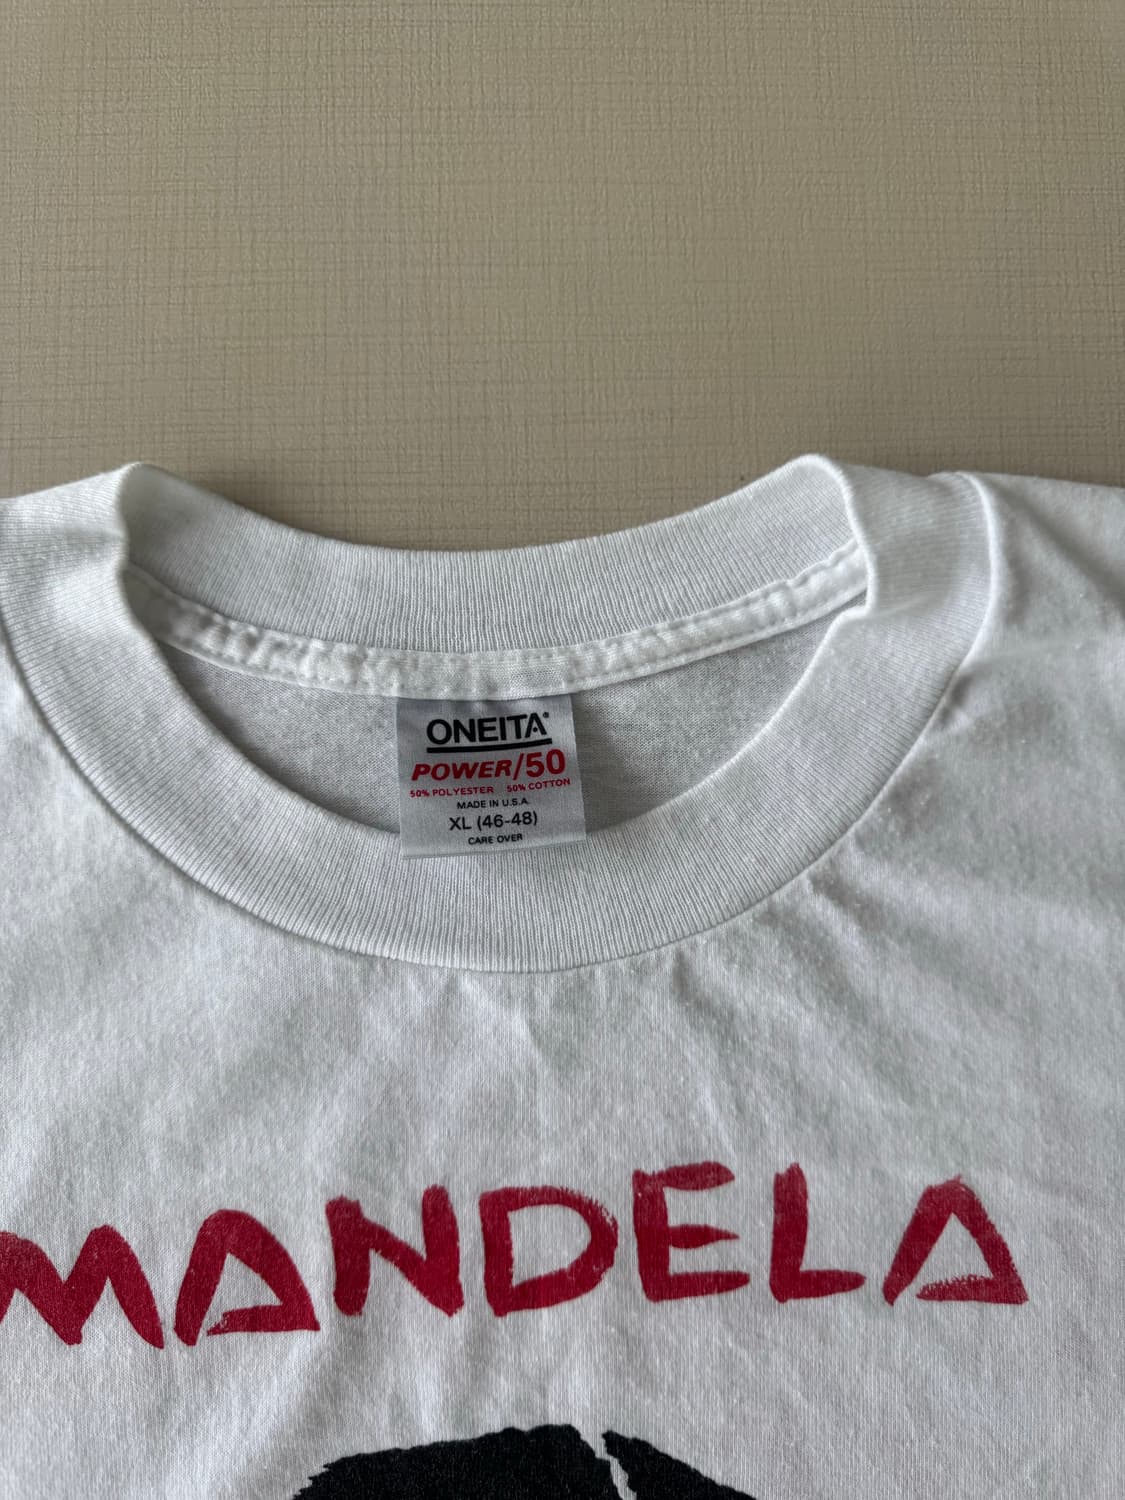 ONEITA®
POWER/50
50% POLYESTER 50% COTTON
MADE IN U.S.A.
XL (46-48)
CARE OVER
MANDELA